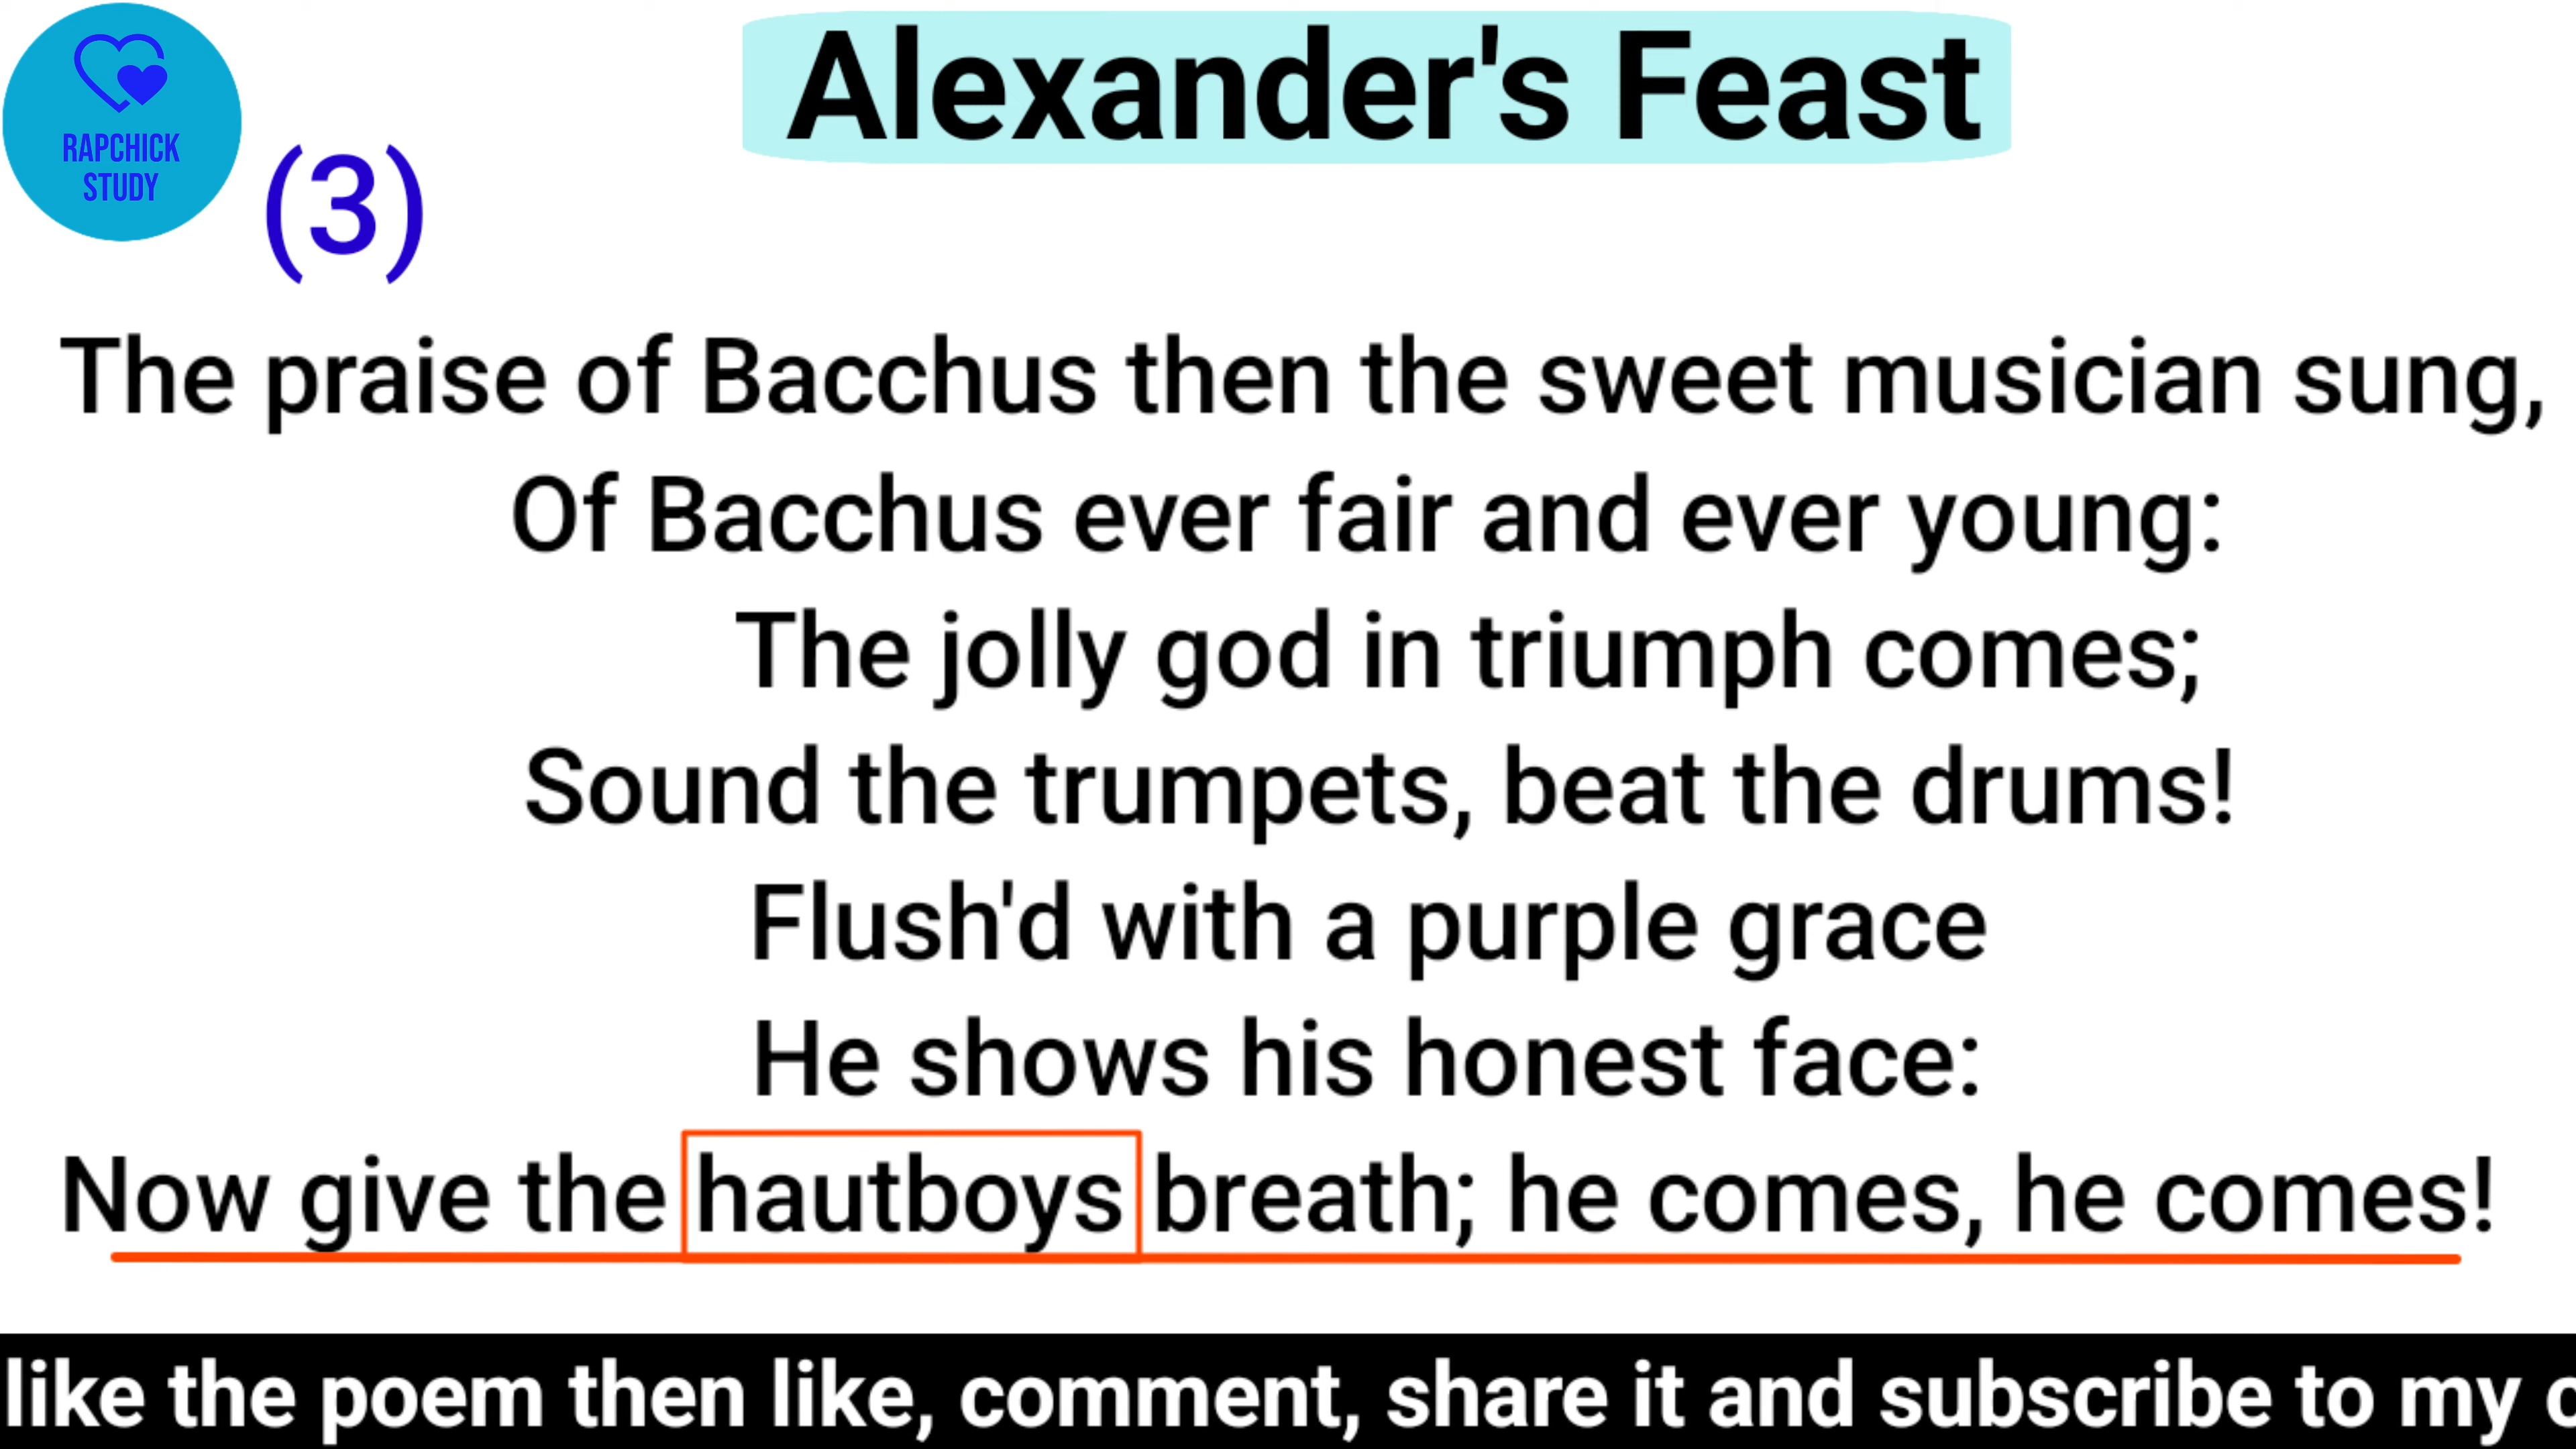 Alexander's Feast
RAPCHICK
STUDY
(3)
The praise of Bacchus then the sweet musician sung,
Of Bacchus ever fair and ever young:
The jolly god in triumph comes;
Sound the trumpets, beat the drums!
Flush'd with a purple grace
He shows his honest face:
Now give the hautboys breath; he comes, he comes!
like the poem then like, comment, share it and subscribe to my